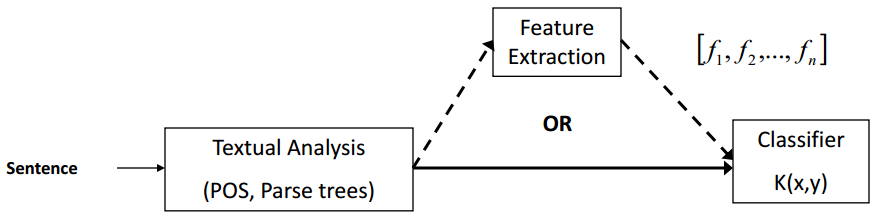 Feature
Extraction
[f₁, f₂,..., fₙ]
OR
Sentence
Textual Analysis
(POS, Parse trees)
Classifier
K(x,y)